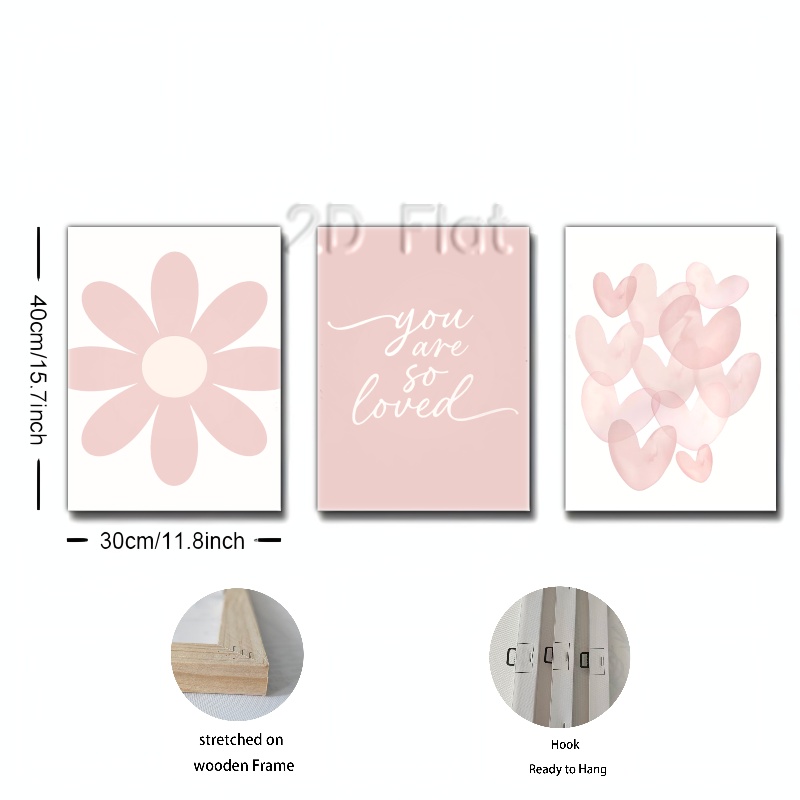 2D Flat
you
are
so
loved
40cm/15.7inch
30cm/11.8inch
stretched on
wooden Frame
Hook
Ready to Hang